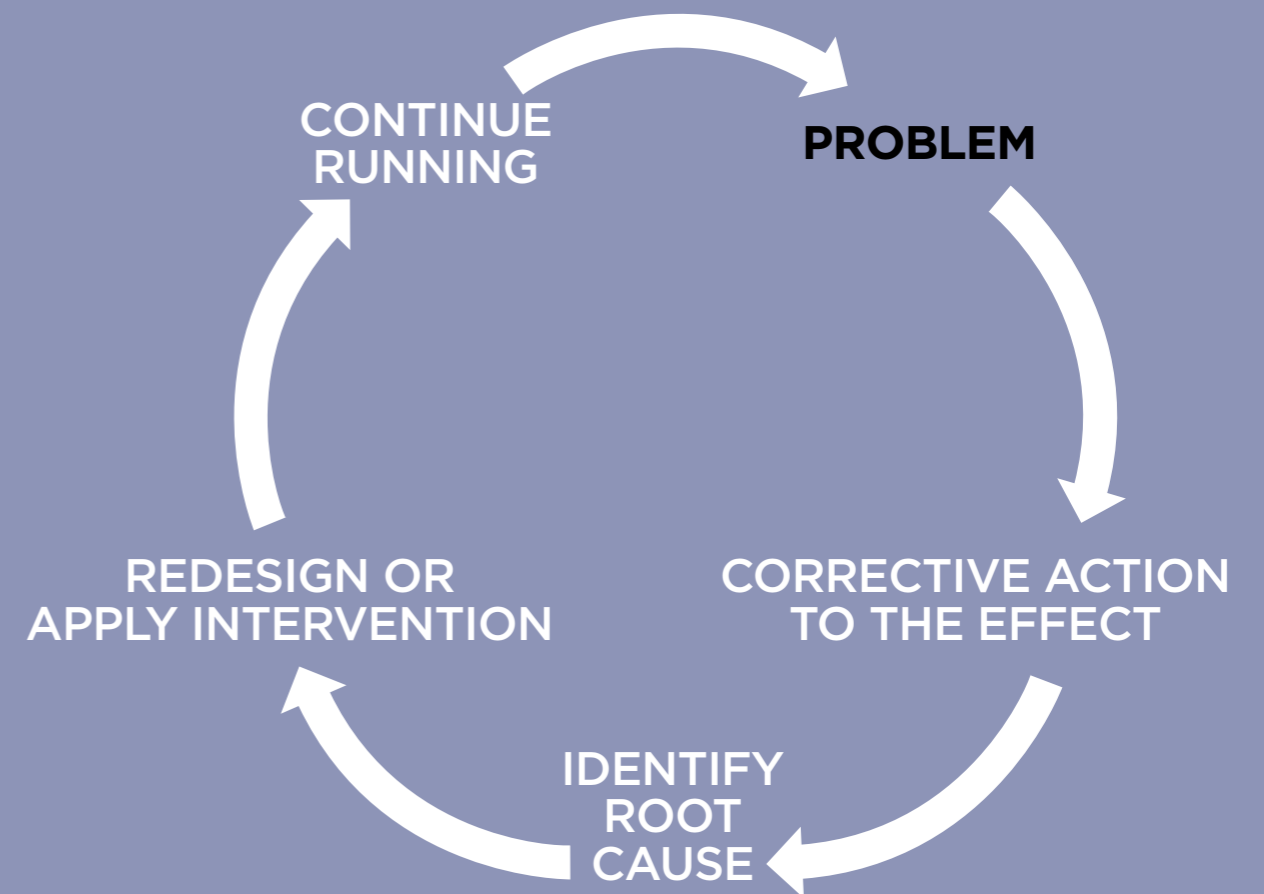 CONTINUE
RUNNING
PROBLEM
CORRECTIVE ACTION
TO THE EFFECT
IDENTIFY
ROOT
CAUSE
REDESIGN OR
APPLY INTERVENTION